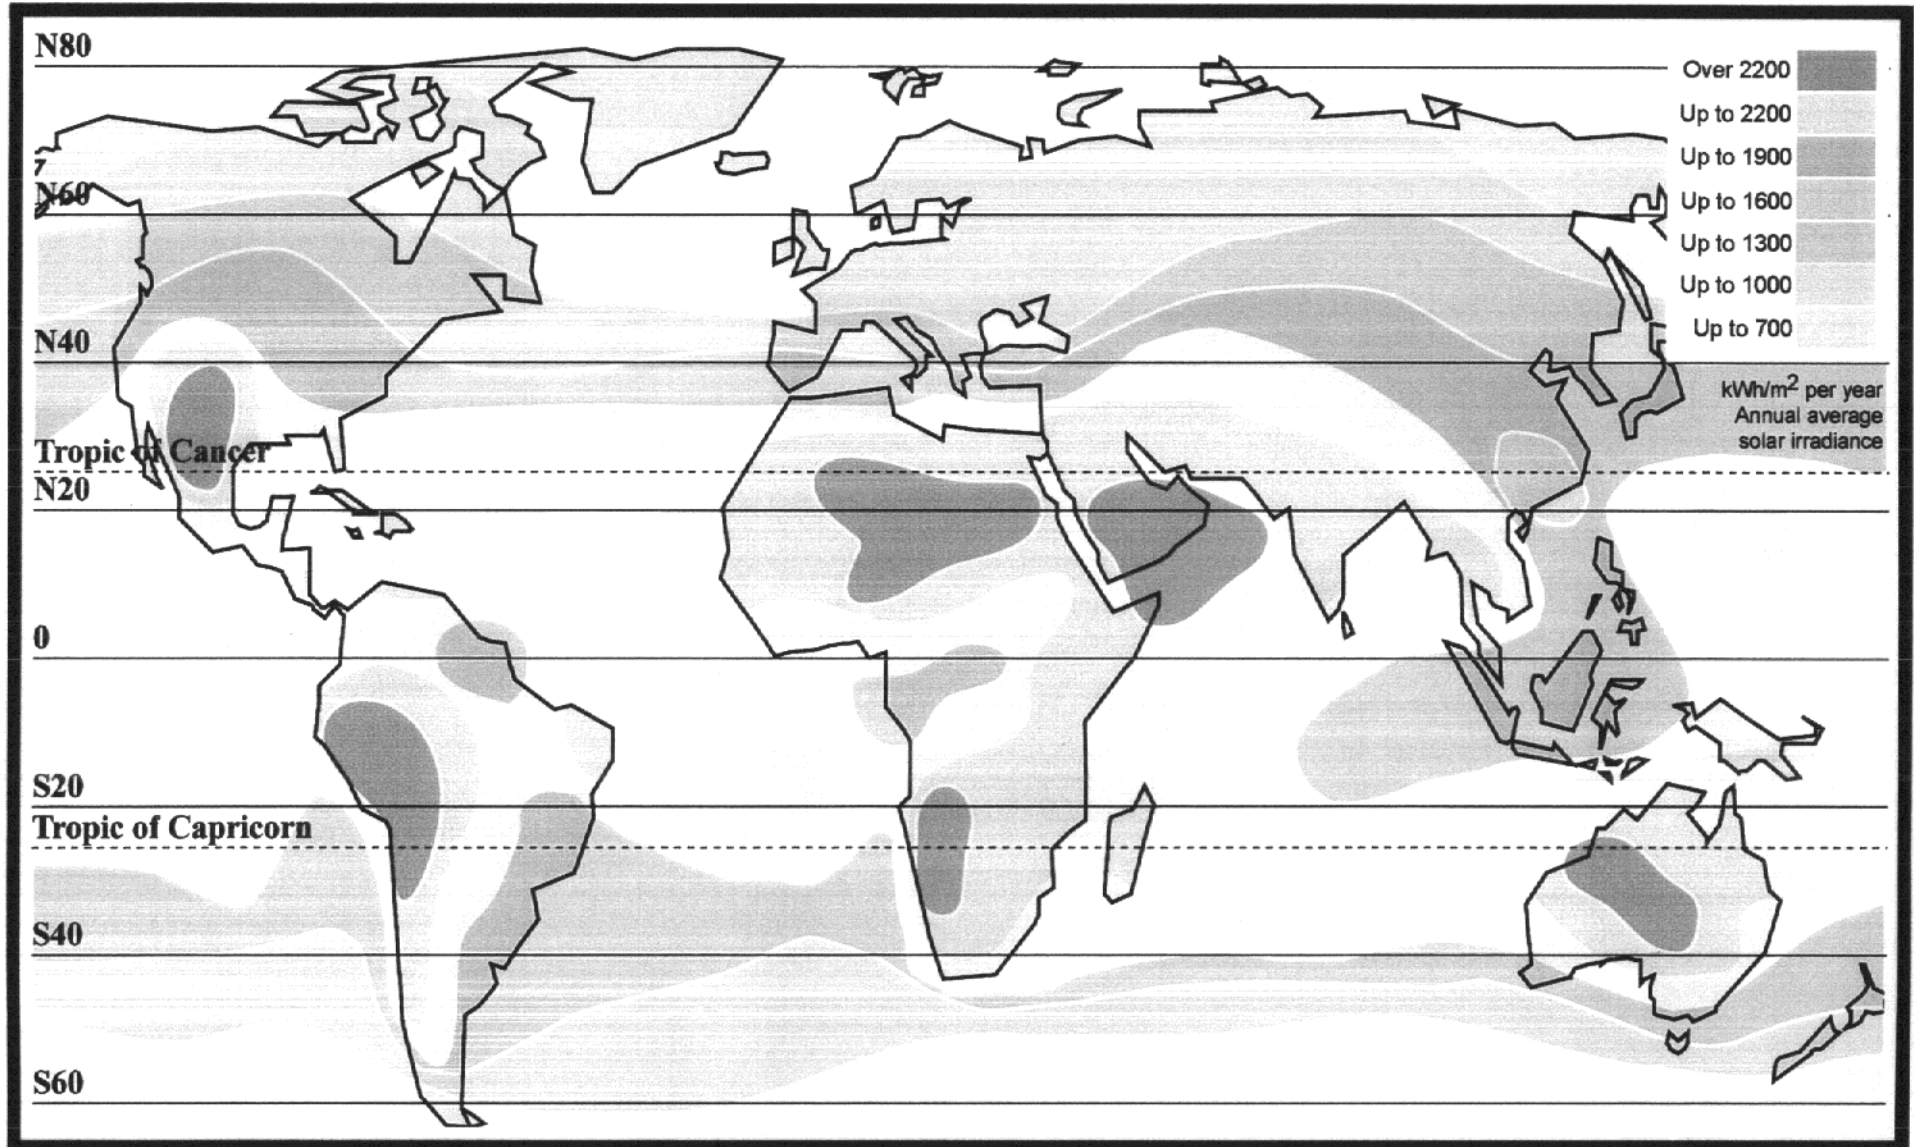 N80
Over 2200
Up to 2200
Up to 1900
N60
Up to 1600
Up to 1300
Up to 1000
Up to 700
N40
kWh/m² per year
Annual average
solar irradiance
Tropic of Cancer
N20
0
S20
Tropic of Capricorn
S40
S60